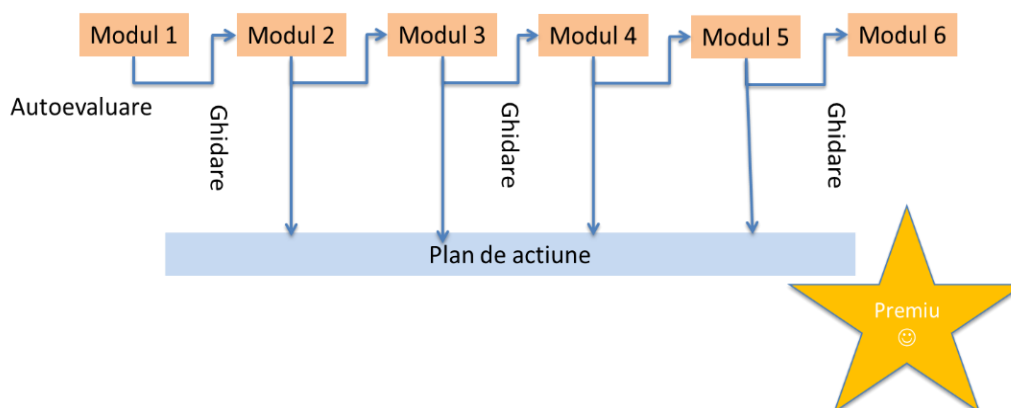 Modul 1
Modul 2
Modul 3
Modul 4
Modul 5
Modul 6
Autoevaluare
Ghidare
Ghidare
Ghidare
Plan de actiune
Premiu
☺